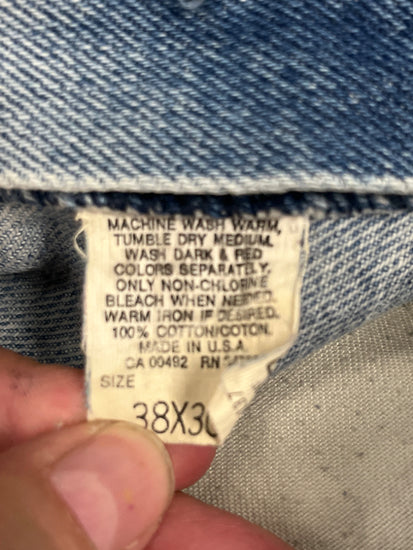 MACHINE WASH WARM,
TUMBLE DRY MEDIUM.
WASH DARK & RED
COLORS SEPARATELY.
ONLY NON-CHLORINE
BLEACH WHEN NEEDED.
WARM IRON IF DESIRED.
100% COTTON/COTON.
MADE IN U.S.A.
CA 00492 RN
SIZE